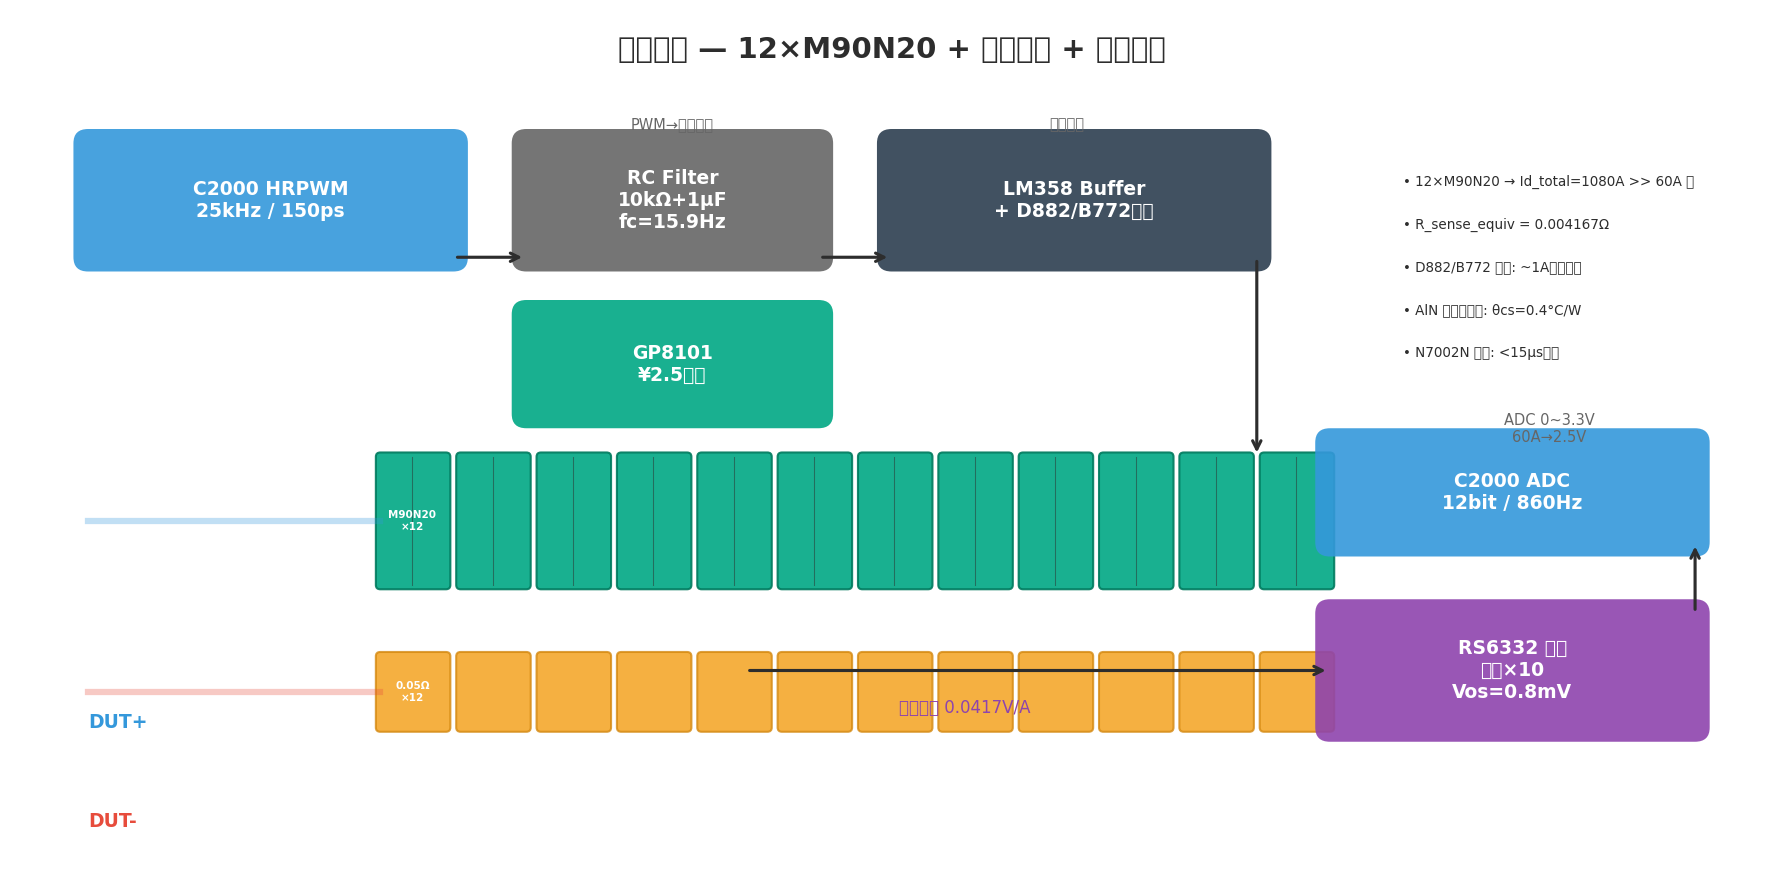 — 12×M90N20 + +
PWM→
C2000 HRPWM
25kHz / 150ps
RC Filter
10kΩ+1µF
fc=15.9Hz
LM358 Buffer
+ D882/B772
• 12×M90N20 → Id_total=1080A >> 60A
• R_sense_equiv = 0.004167Ω
• D882/B772 : ~1A
• AlN : θcs=0.4°C/W
• N7002N : <15µs
GP8101
¥2.5
ADC 0~3.3V
60A→2.5V
C2000 ADC
12bit / 860Hz
M90N20
×12
0.05Ω
×12
RS6332
×10
Vos=0.8mV
0.0417V/A
DUT+
DUT-